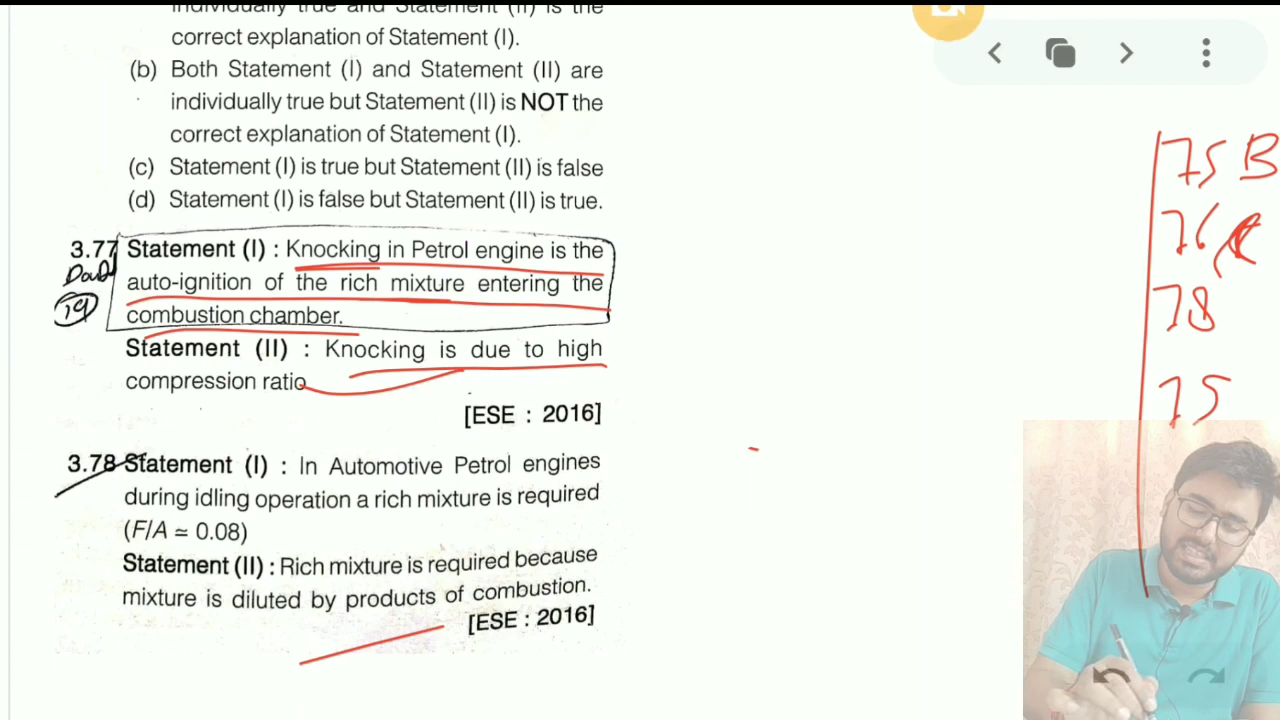 individually true and Statement (II) is the
correct explanation of Statement (I).
(b) Both Statement (I) and Statement (II) are
individually true but Statement (II) is NOT the
correct explanation of Statement (I).
(c) Statement (I) is true but Statement (II) is false
(d) Statement (I) is false but Statement (II) is true.
3.77 Statement (I) : Knocking in Petrol engine is the
auto-ignition of the rich mixture entering the
combustion chamber.
Statement (II) : Knocking is due to high
compression ratio
[ESE : 2016]
3.78 Statement (I) : In Automotive Petrol engines
during idling operation a rich mixture is required
(F/A ≃ 0.08)
Statement (II) : Rich mixture is required because
mixture is diluted by products of combustion.
[ESE : 2016]
19
75 B
76
78
75